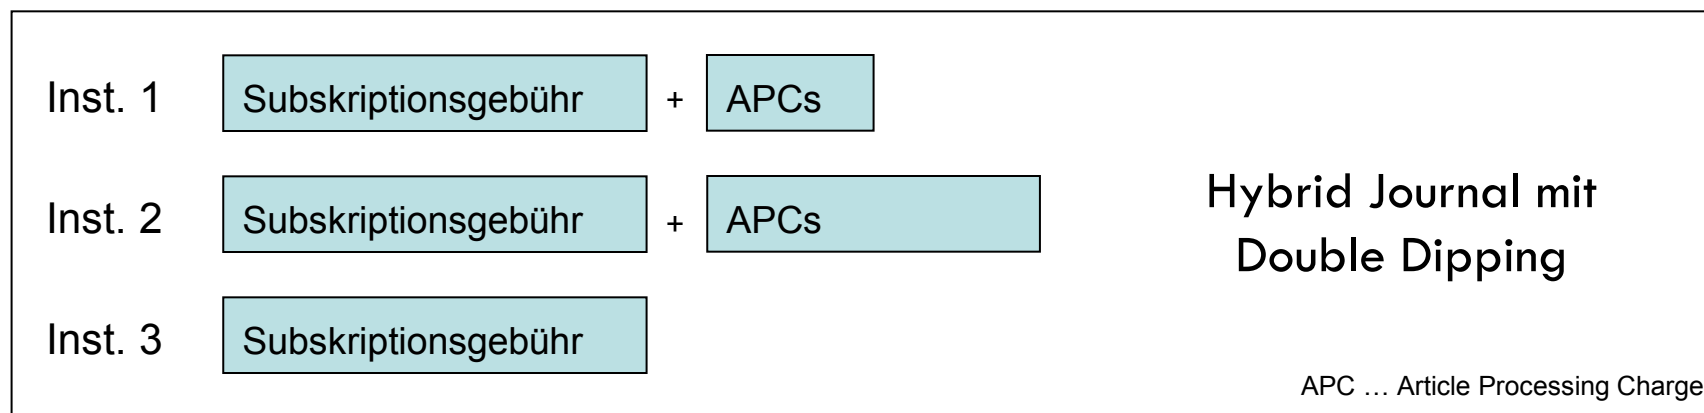 Inst. 1 Subskriptionsgebühr + APCs
Inst. 2 Subskriptionsgebühr + APCs
Hybrid Journal mit
Double Dipping
Inst. 3 Subskriptionsgebühr
APC … Article Processing Charge